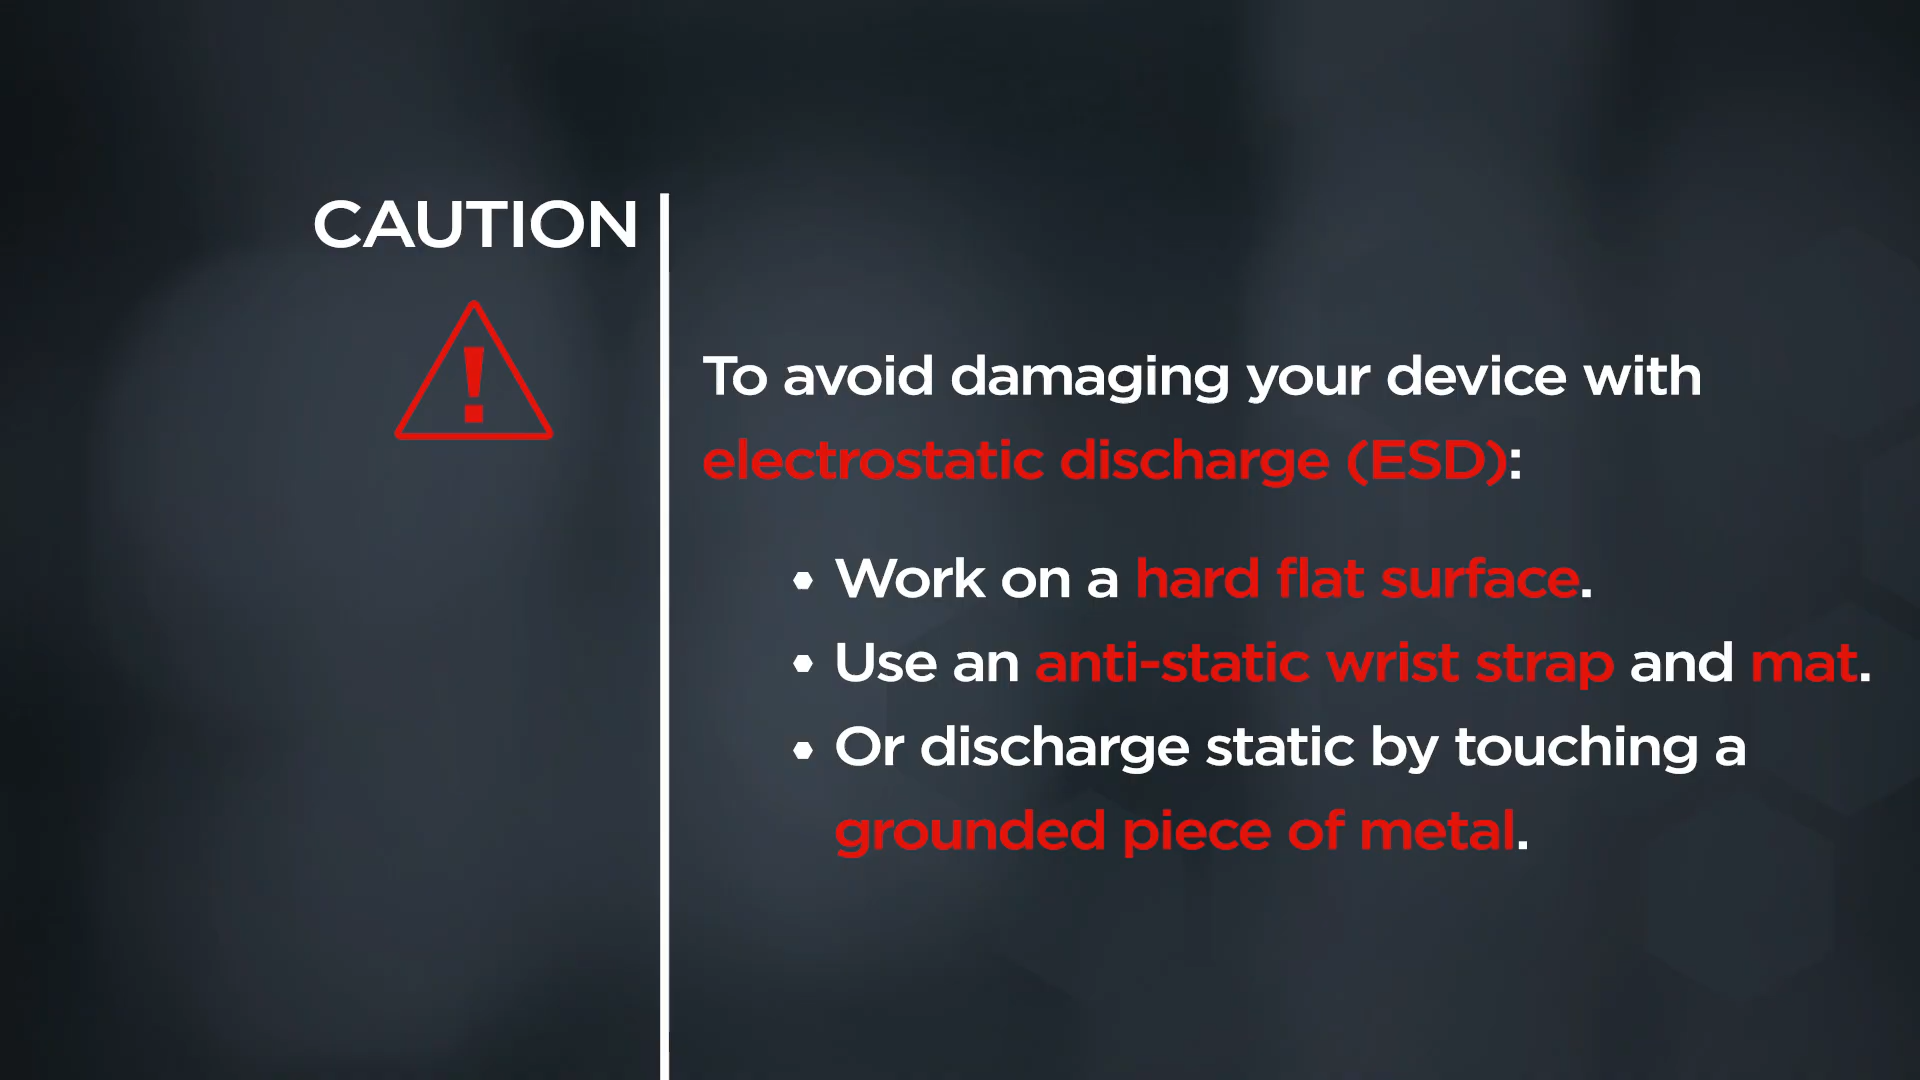 CAUTION
To avoid damaging your device with
electrostatic discharge (ESD):
• Work on a hard flat surface.
• Use an anti-static wrist strap and mat.
• Or discharge static by touching a
grounded piece of metal.